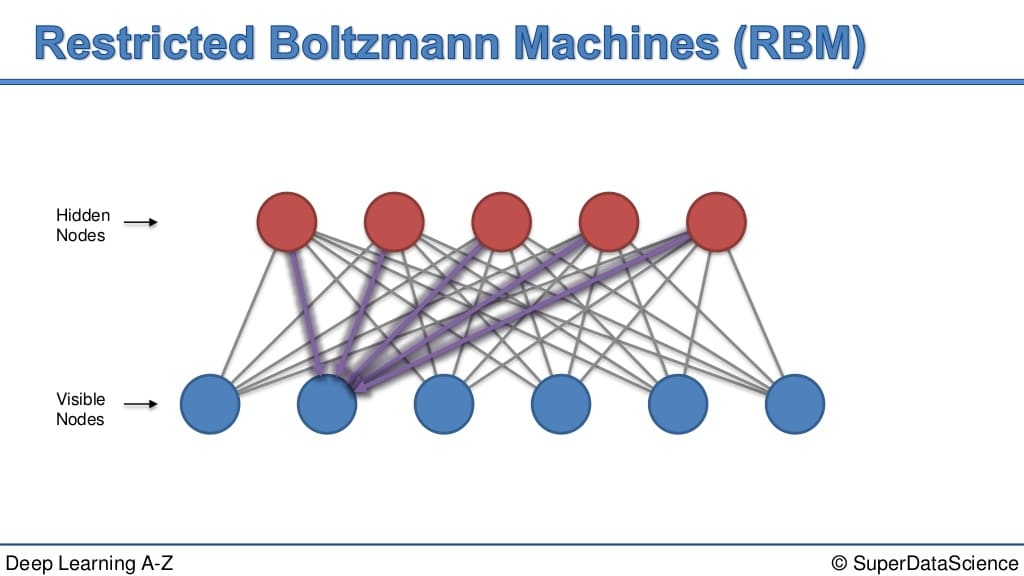 Restricted Boltzmann Machines (RBM)
Hidden
Nodes
Visible
Nodes
Deep Learning A-Z
© SuperDataScience